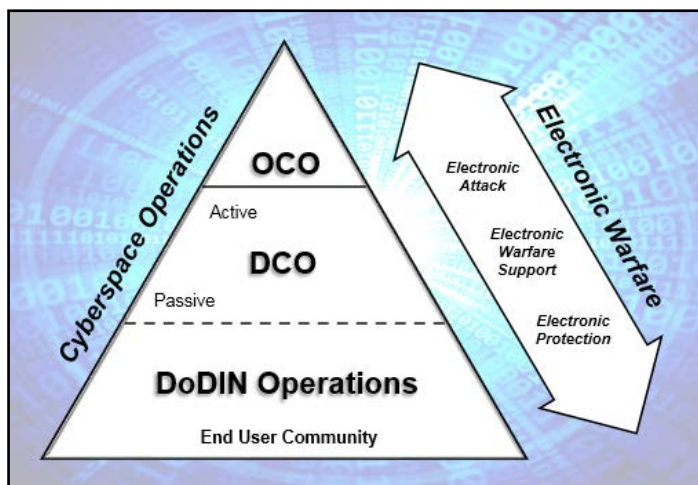 Cyberspace Operations
OCO
Active
DCO
Passive
DoDIN Operations
End User Community
Electronic Warfare
Electronic
Attack
Electronic
Warfare
Support
Electronic
Protection